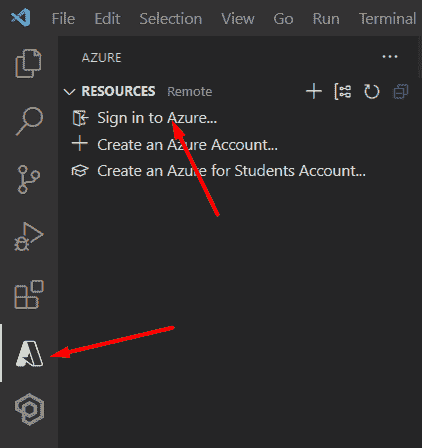 File Edit Selection View Go Run Terminal
AZURE
RESOURCES Remote
Sign in to Azure...
Create an Azure Account...
Create an Azure for Students Account...